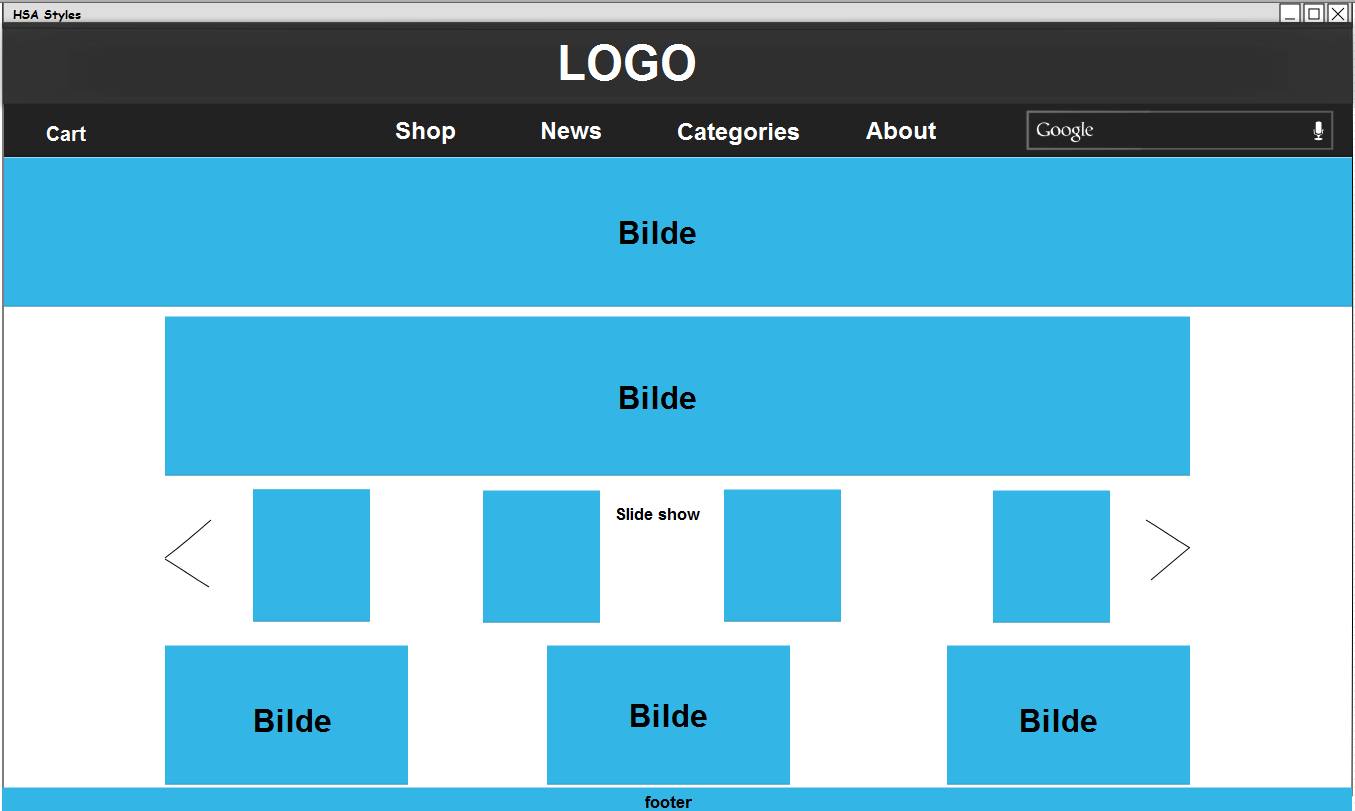 HSA Styles
LOGO
Cart Shop News Categories About Google
Bilde
Bilde
Slide show
Bilde Bilde Bilde
footer